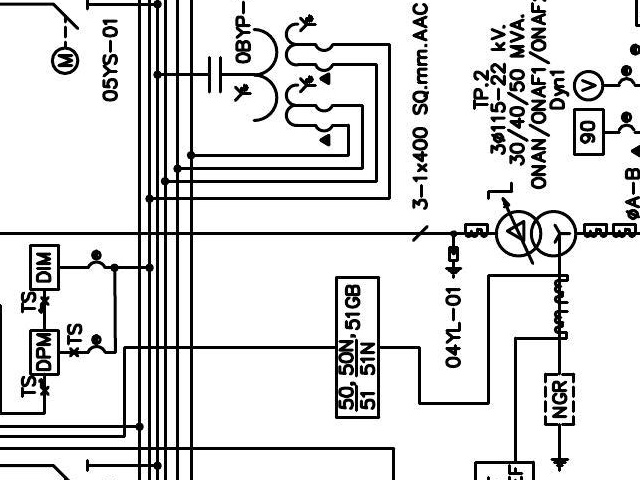 M
05YS-01
0BYP-
3-1x400 SQ.mm.AAC
TP.2
3ø115-22 kV.
30/40/50 MVA.
ONAN/ONAF1/ONAF
Dyn1
V
90
øA-B
DIM
TS
TS
DPM
TS
50, 50N, 51GB
51 51N
04YL-01
NGR
EF